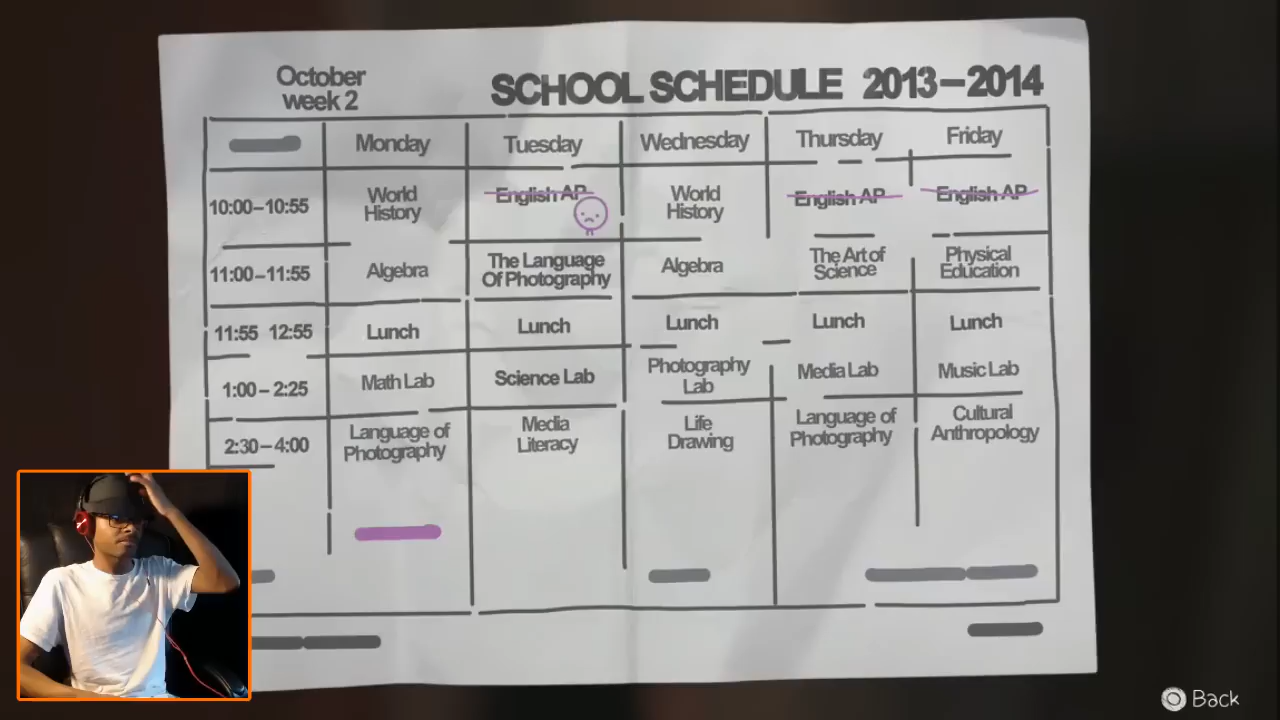 October
week 2
SCHOOL SCHEDULE 2013-2014
Monday Tuesday Wednesday Thursday Friday
10:00-10:55 World History English AP World History English AP English AP
11:00-11:55 Algebra The Language Of Photography Algebra The Art of Science Physical Education
11:55 12:55 Lunch Lunch Lunch Lunch Lunch
1:00-2:25 Math Lab Science Lab Photography Lab Media Lab Music Lab
2:30-4:00 Language of Photography Media Literacy Life Drawing Language of Photography Cultural Anthropology
Back